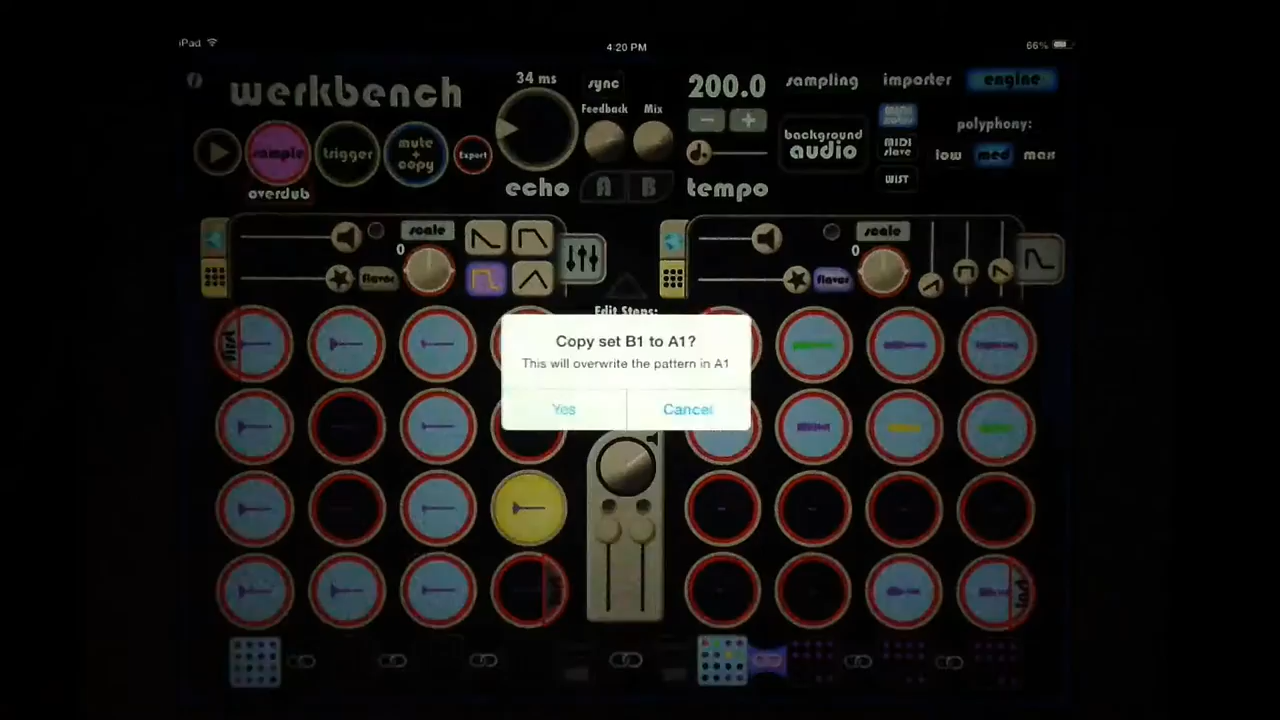 iPad
4:20 PM
66%
werkbench
34 ms
sync
200.0
sampling
importer
engine
Feedback
Mix
sample
trigger
mute
+
copy
Export
background
audio
MIDI
slave
WIST
polyphony:
low
med
max
overdub
echo
A
B
tempo
scale
0
flavor
scale
0
flavor
Edit Steps:
first
Copy set B1 to A1?
This will overwrite the pattern in A1
Yes
Cancel